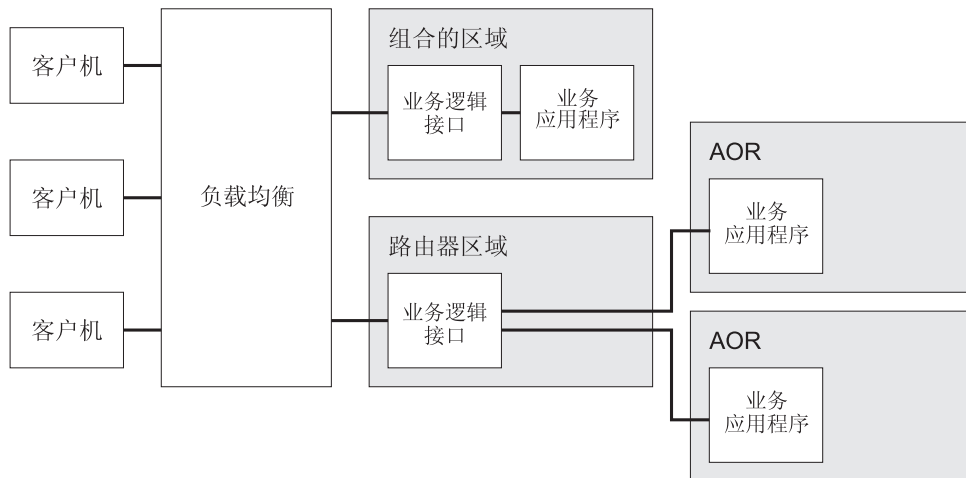 客户机
客户机
客户机
负载均衡
组合的区域
业务逻辑
接口
业务
应用程序
路由器区域
业务逻辑
接口
AOR
业务
应用程序
AOR
业务
应用程序